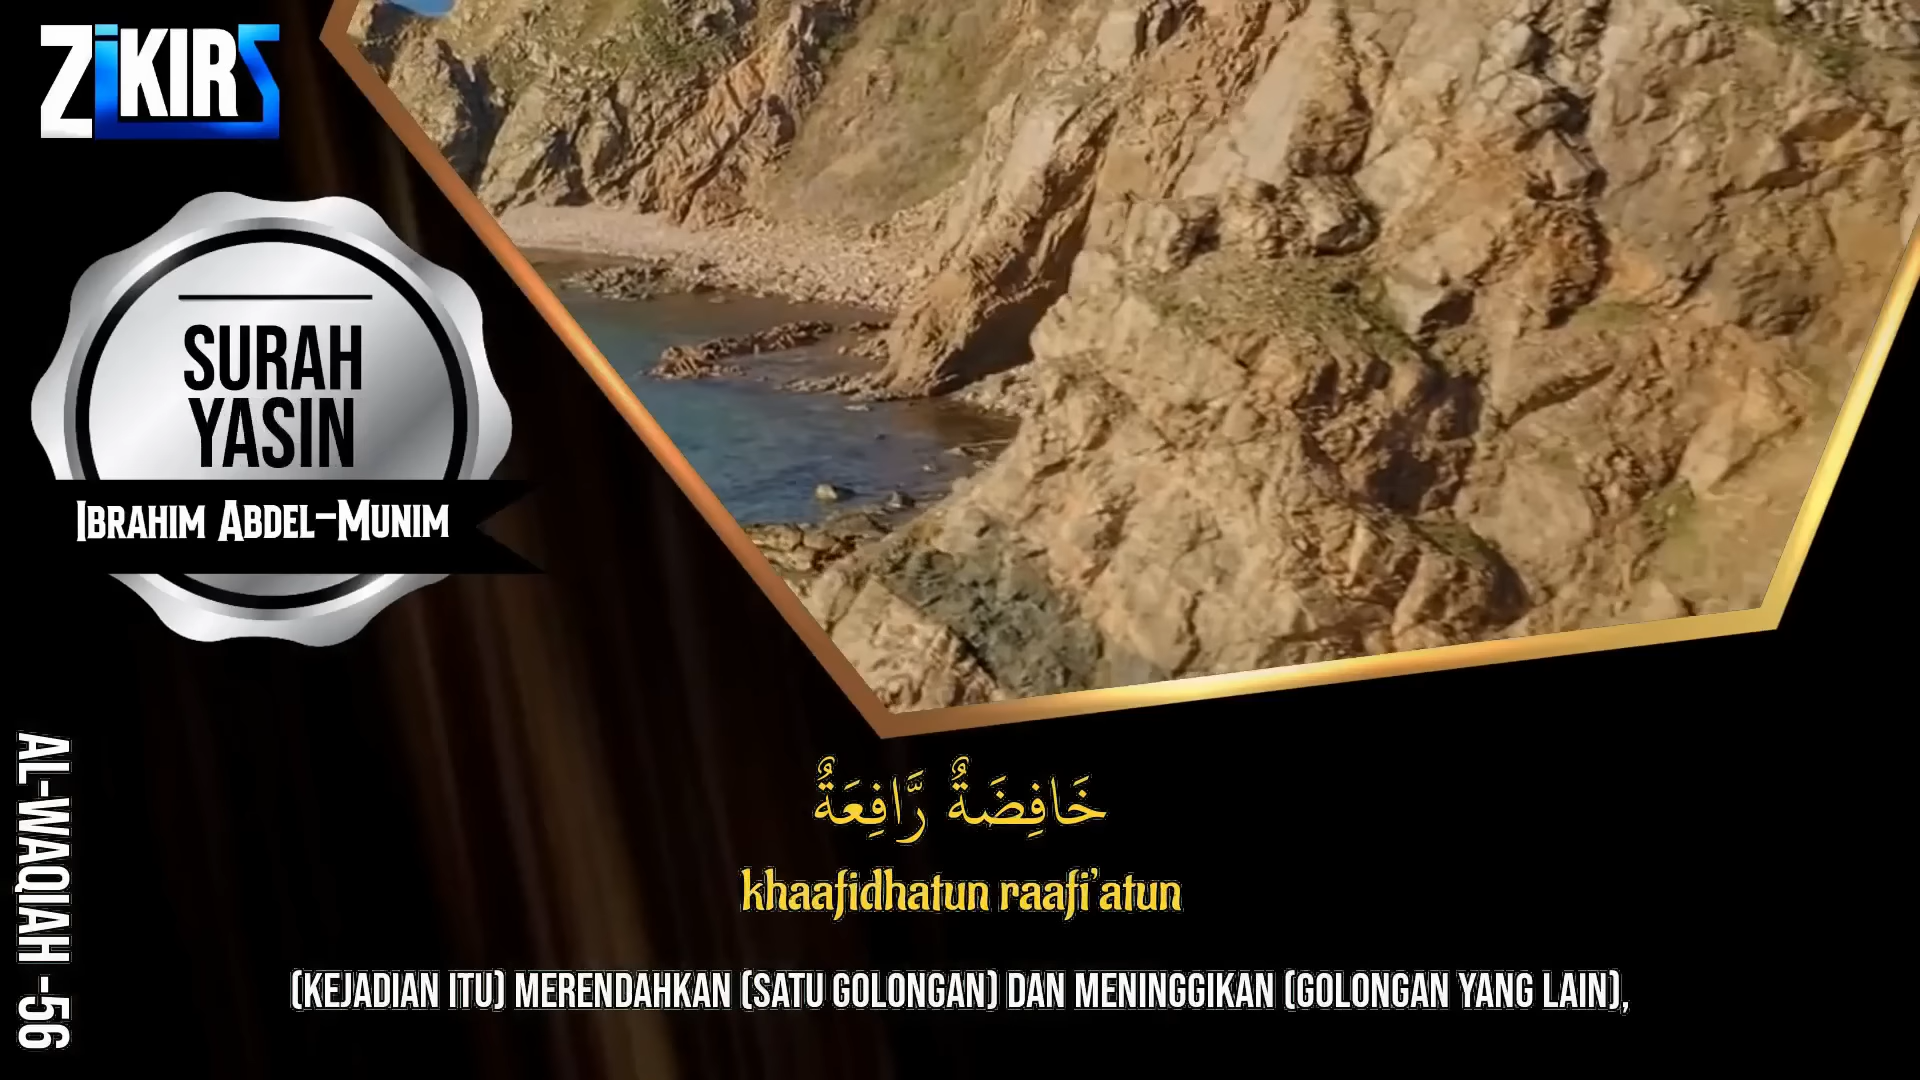 ZiKIRS
SURAH
YASIN
IBRAHIM ABDEL-MUNIM
AL-WAQIAH -56
خَافِضَةٌ رَّافِعَةٌ
khaafidhatun raafi'atun
(KEJADIAN ITU) MERENDAHKAN (SATU GOLONGAN) DAN MENINGGIKAN (GOLONGAN YANG LAIN),